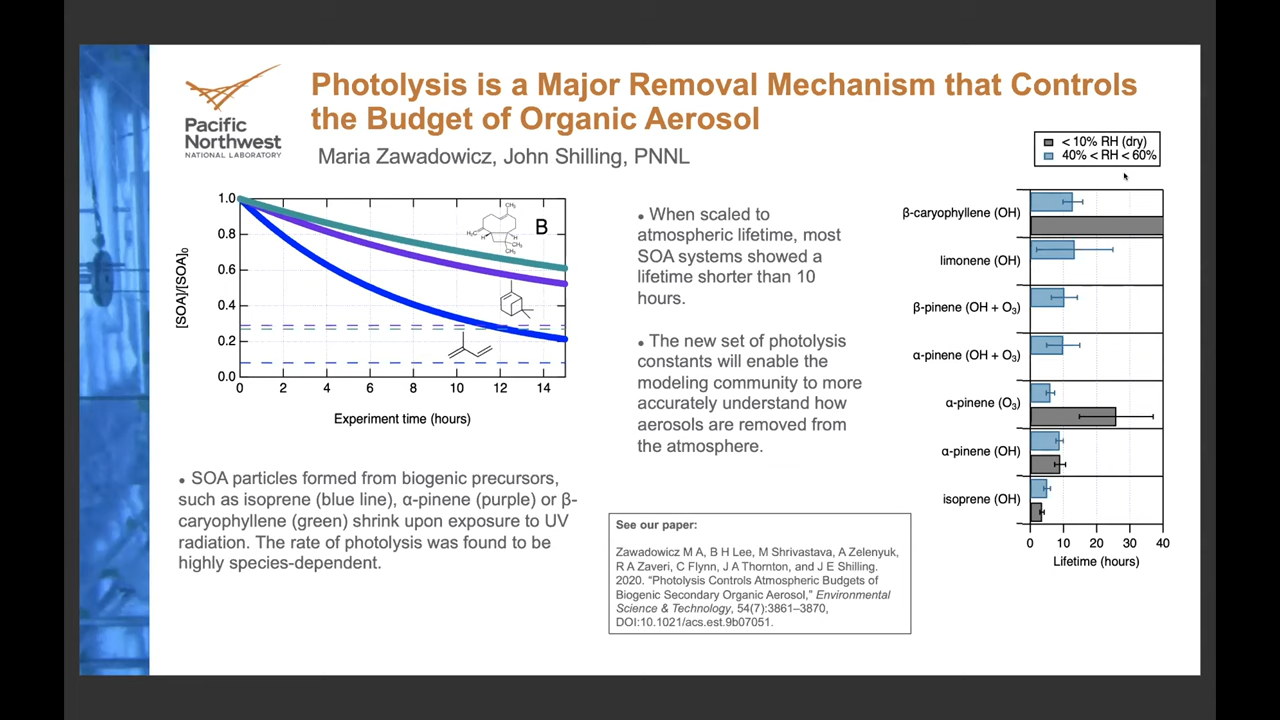 Pacific
Northwest
NATIONAL LABORATORY
Photolysis is a Major Removal Mechanism that Controls
the Budget of Organic Aerosol
Maria Zawadowicz, John Shilling, PNNL
1.0
0.8
0.6
0.4
0.2
0.0
[SOA]/[SOA]₀
B
CH₃
H₃C
H
H
CH₃
CH₃
0
2
4
6
8
10
12
14
Experiment time (hours)
• SOA particles formed from biogenic precursors,
such as isoprene (blue line), α-pinene (purple) or β-
caryophyllene (green) shrink upon exposure to UV
radiation. The rate of photolysis was found to be
highly species-dependent.
• When scaled to
atmospheric lifetime, most
SOA systems showed a
lifetime shorter than 10
hours.
• The new set of photolysis
constants will enable the
modeling community to more
accurately understand how
aerosols are removed from
the atmosphere.
See our paper:
Zawadowicz M A, B H Lee, M Shrivastava, A Zelenyuk,
R A Zaveri, C Flynn, J A Thornton, and J E Shilling.
2020. “Photolysis Controls Atmospheric Budgets of
Biogenic Secondary Organic Aerosol,” Environmental
Science & Technology, 54(7):3861–3870,
DOI:10.1021/acs.est.9b07051.
< 10% RH (dry)
40% < RH < 60%
β-caryophyllene (OH)
limonene (OH)
β-pinene (OH + O₃)
α-pinene (OH + O₃)
α-pinene (O₃)
α-pinene (OH)
isoprene (OH)
0
10
20
30
40
Lifetime (hours)